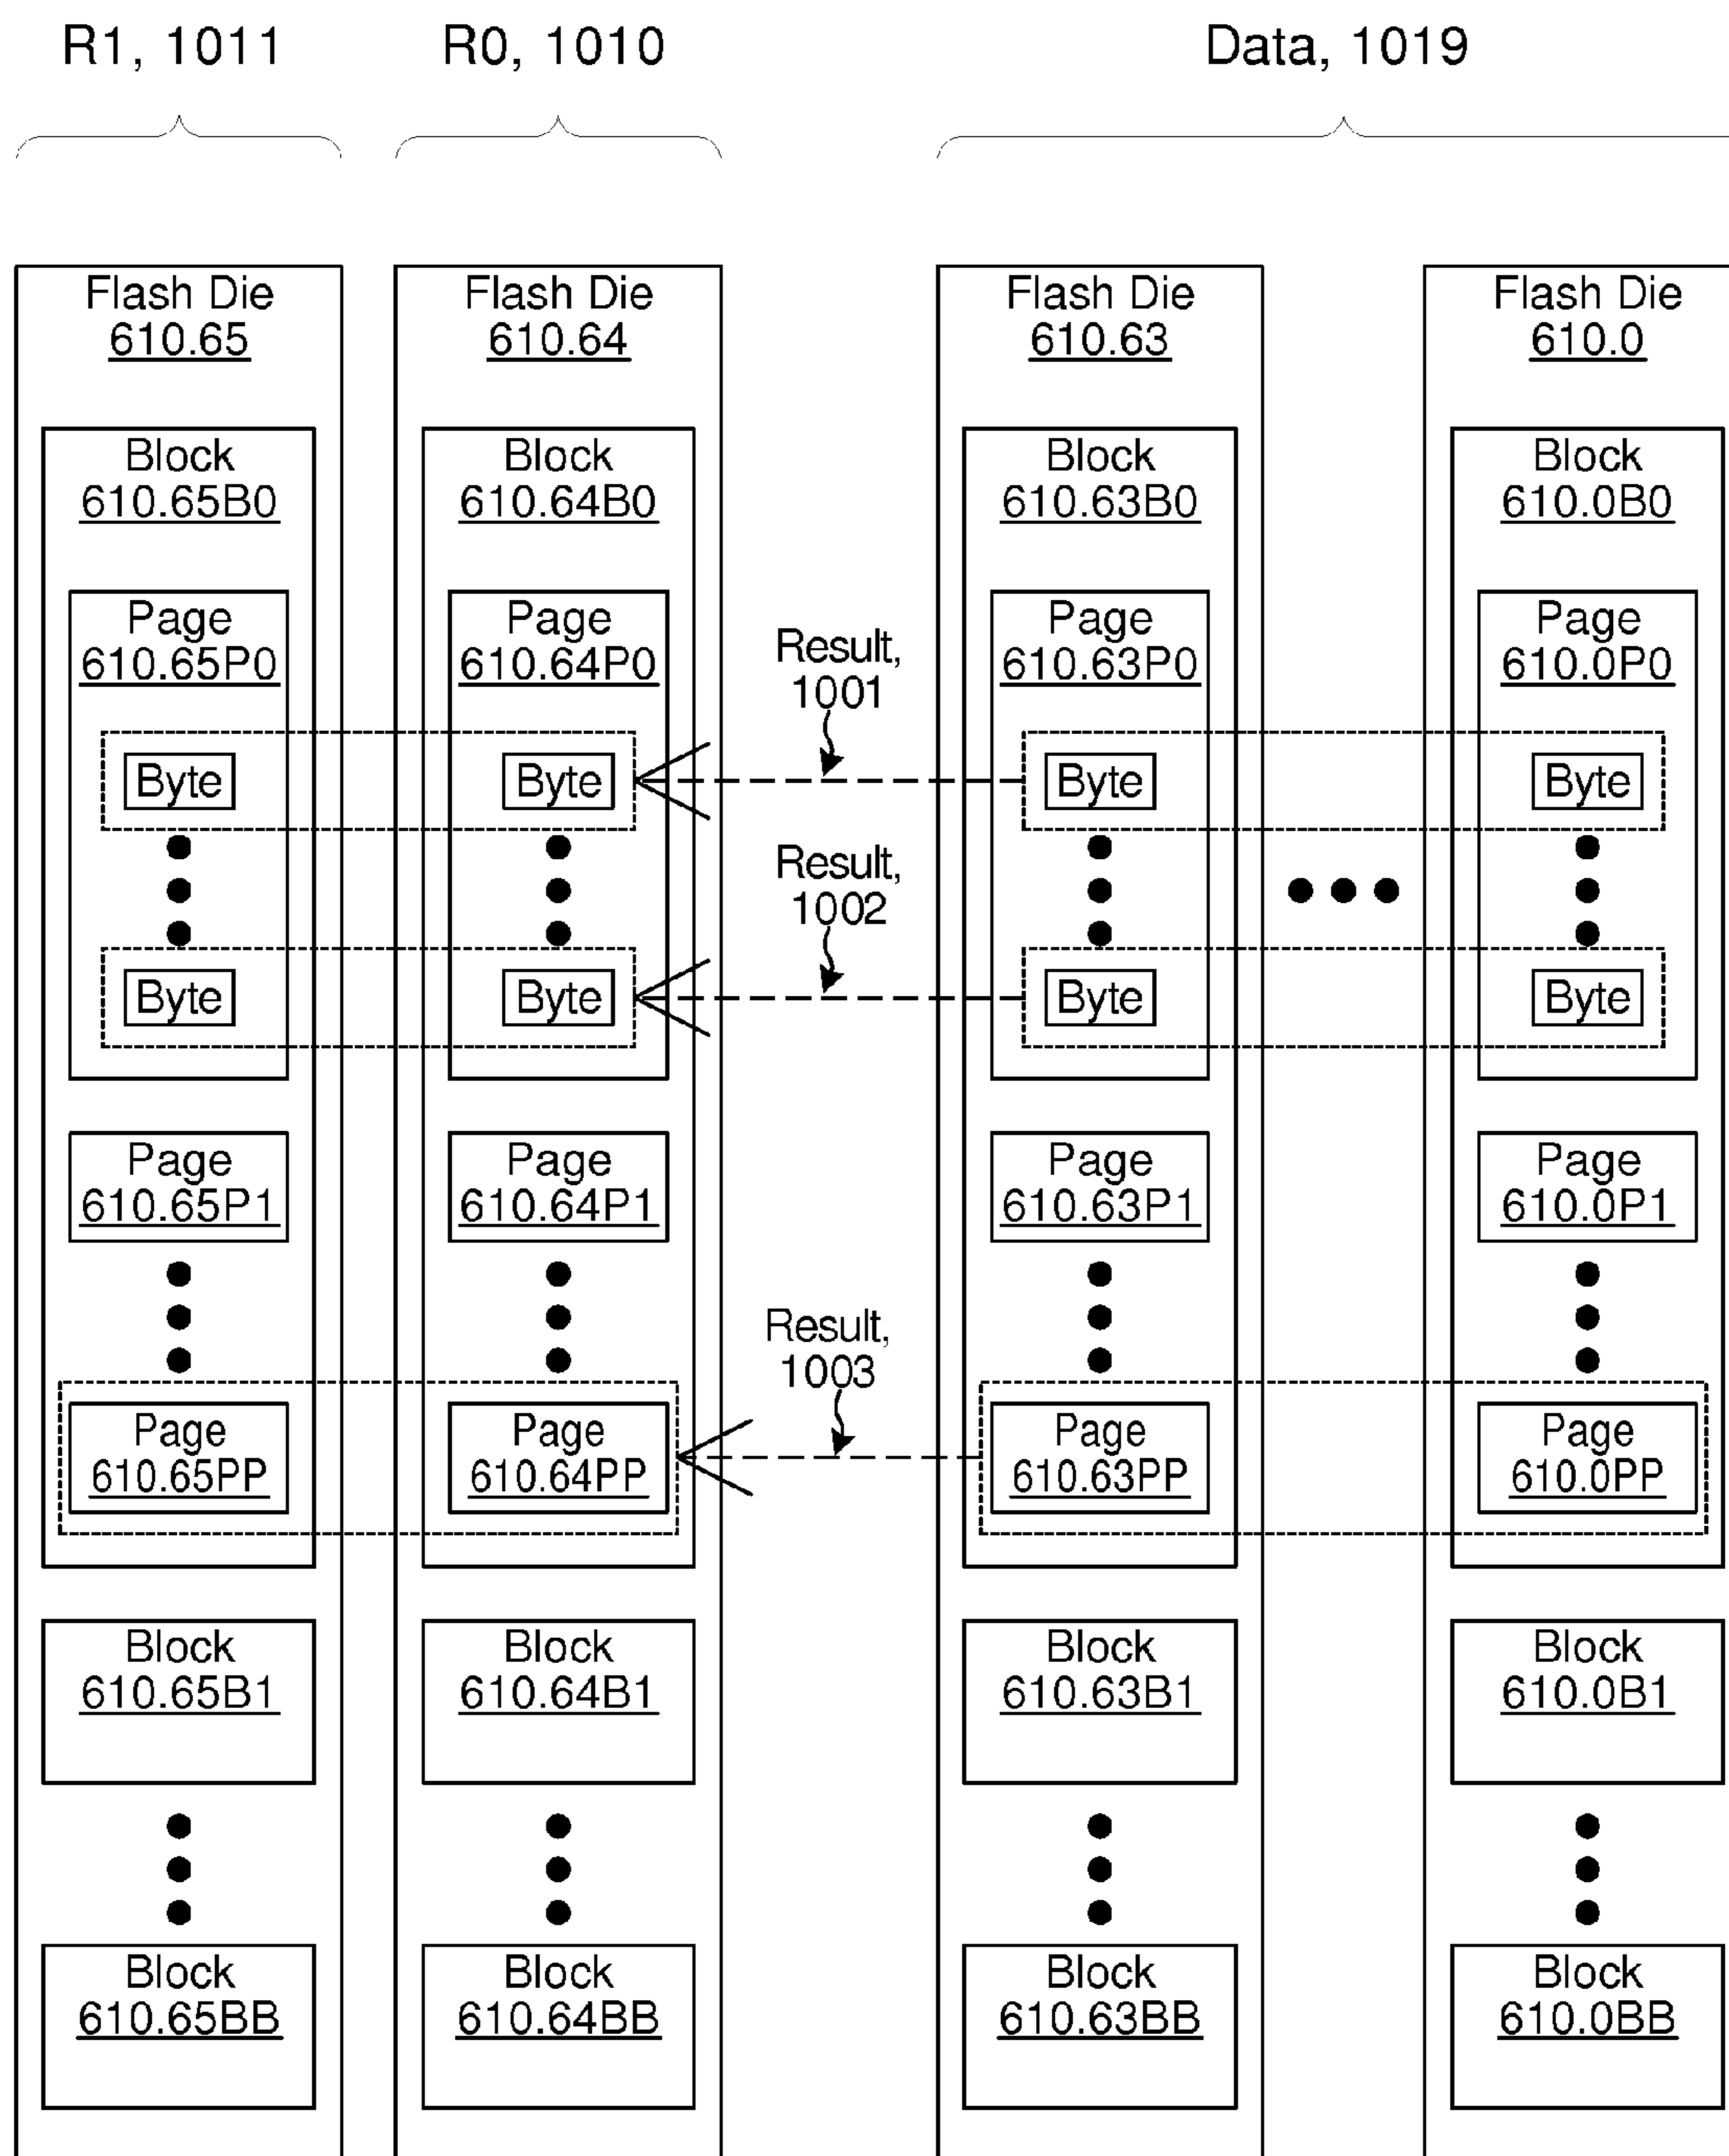 R1, 1011 R0, 1010 Data, 1019
Flash Die Flash Die Flash Die Flash Die
610.65 610.64 610.63 610.0
Block Block Block Block
610.65B0 610.64B0 610.63B0 610.0B0
Page Page Page Page
610.65P0 610.64P0 610.63P0 610.0P0
Result,
1001
Byte Byte Byte Byte
Result,
1002
Byte Byte Byte Byte
Page Page Page Page
610.65P1 610.64P1 610.63P1 610.0P1
Result,
1003
Page Page Page Page
610.65PP 610.64PP 610.63PP 610.0PP
Block Block Block Block
610.65B1 610.64B1 610.63B1 610.0B1
Block Block Block Block
610.65BB 610.64BB 610.63BB 610.0BB